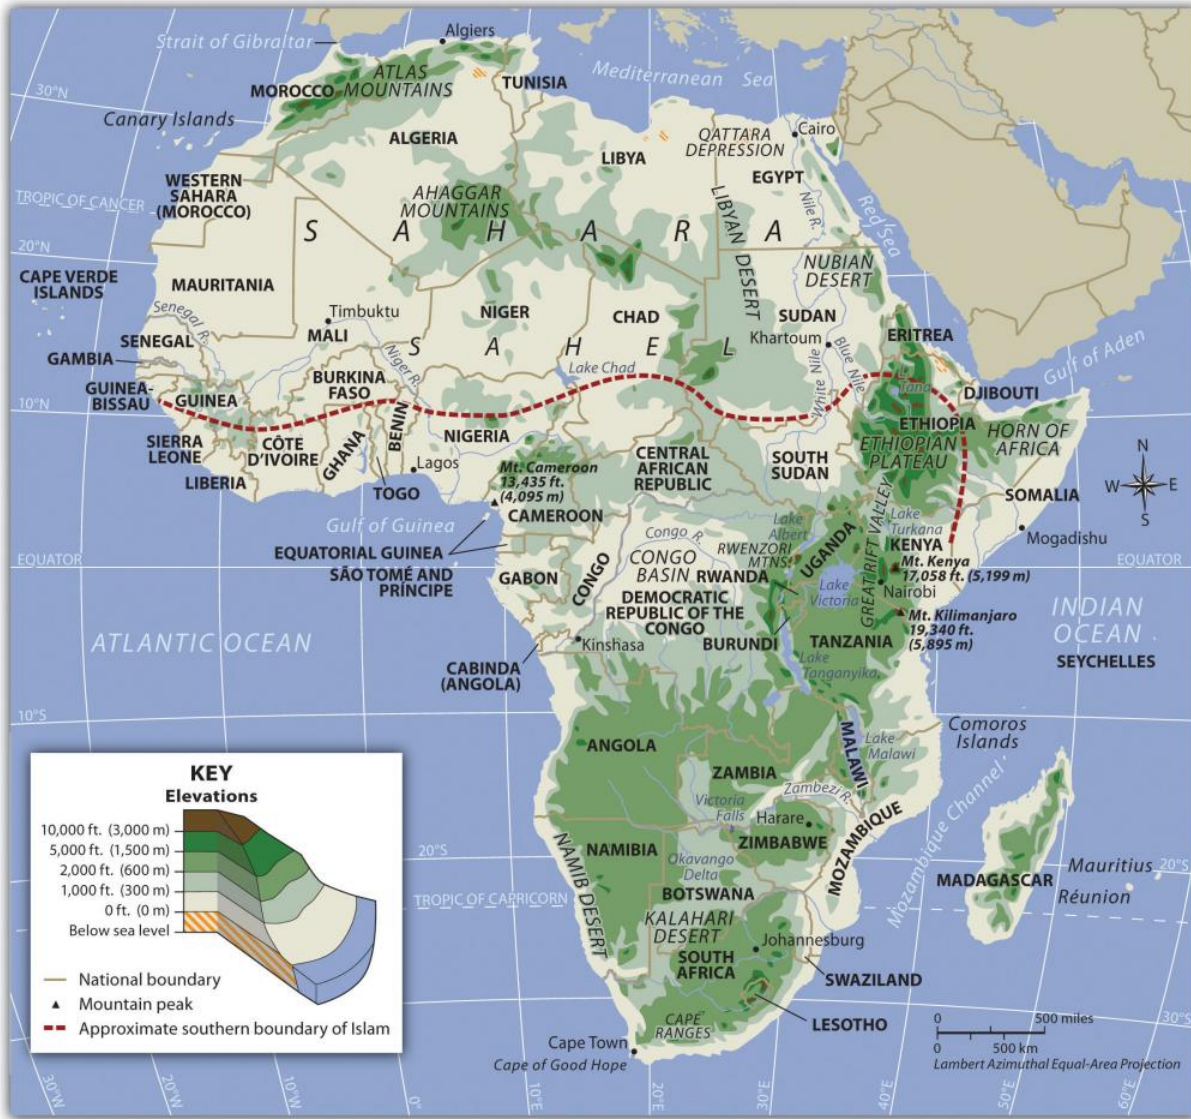 Strait of Gibraltar
Algiers
Mediterranean Sea
MOROCCO
ATLAS
MOUNTAINS
TUNISIA
30°N
Canary Islands
ALGERIA
LIBYA
QATTARA
DEPRESSION
Cairo
EGYPT
WESTERN
SAHARA
(MOROCCO)
TROPIC OF CANCER
AHAGGAR
MOUNTAINS
LIBYAN DESERT
Nile R.
Red Sea
SAHARA
20°N
NUBIAN
DESERT
CAPE VERDE
ISLANDS
MAURITANIA
Timbuktu
NIGER
CHAD
SUDAN
Senegal R.
MALI
SENEGAL
SAHEL
Khartoum
ERITREA
GAMBIA
Niger R.
Lake Chad
White Nile
Blue Nile
L.
Tana
Gulf of Aden
GUINEA-
BISSAU
GUINEA
BURKINA
FASO
BENIN
DJIBOUTI
10°N
NIGERIA
ETHIOPIA
ETHIOPIAN
PLATEAU
HORN OF
AFRICA
SIERRA
LEONE
CÔTE
D'IVOIRE
GHANA
CENTRAL
AFRICAN
REPUBLIC
SOUTH
SUDAN
N
W
E
S
LIBERIA
TOGO
Lagos
Mt. Cameroon
13,435 ft.
(4,095 m)
SOMALIA
Gulf of Guinea
CAMEROON
Lake
Albert
GREAT RIFT VALLEY
Lake
Turkana
Mogadishu
Congo R.
EQUATORIAL GUINEA
CONGO
BASIN
RWENZORI
MTNS.
UGANDA
KENYA
EQUATOR
EQUATOR
SÃO TOMÉ AND
PRÍNCIPE
GABON
CONGO
RWANDA
Mt. Kenya
17,058 ft. (5,199 m)
Nairobi
DEMOCRATIC
REPUBLIC OF THE
CONGO
Lake
Victoria
Mt. Kilimanjaro
19,340 ft.
(5,895 m)
INDIAN
OCEAN
ATLANTIC OCEAN
Kinshasa
BURUNDI
TANZANIA
SEYCHELLES
CABINDA
(ANGOLA)
Lake
Tanganyika
10°S
Comoros
Islands
ANGOLA
MALAWI
Lake
Malawi
ZAMBIA
Zambezi R.
Victoria
Falls
Harare
MOZAMBIQUE
Mozambique Channel
20°S
NAMIB DESERT
NAMIBIA
ZIMBABWE
Okavango
Delta
Mauritius
20°S
MADAGASCAR
Réunion
TROPIC OF CAPRICORN
BOTSWANA
KALAHARI
DESERT
Johannesburg
SOUTH
AFRICA
SWAZILAND
LESOTHO
CAPE
RANGES
30°S
Cape Town
Cape of Good Hope
KEY
Elevations
10,000 ft. (3,000 m)
5,000 ft. (1,500 m)
2,000 ft. (600 m)
1,000 ft. (300 m)
0 ft. (0 m)
Below sea level
National boundary
Mountain peak
Approximate southern boundary of Islam
0 500 miles
0 500 km
Lambert Azimuthal Equal-Area Projection
30°W
20°W
10°W
0°
10°E
20°E
30°E
40°E
50°E
60°E